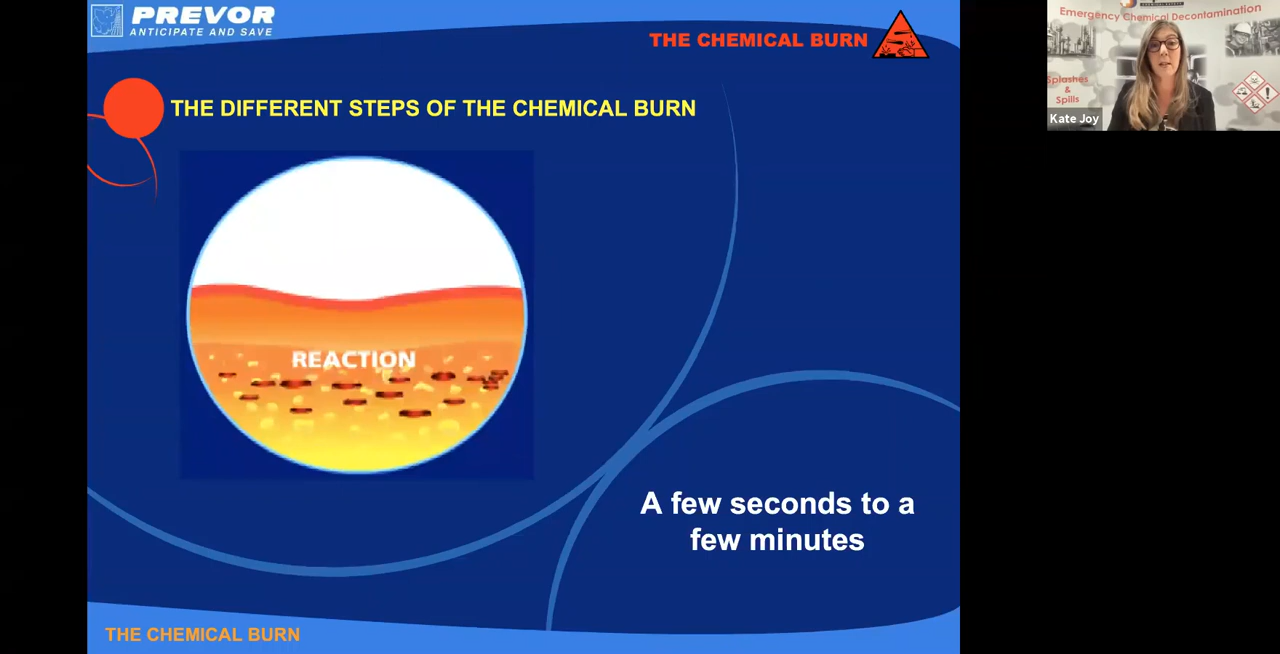 PREVOR
ANTICIPATE AND SAVE
THE CHEMICAL BURN
THE DIFFERENT STEPS OF THE CHEMICAL BURN
REACTION
A few seconds to a
few minutes
THE CHEMICAL BURN
Emergency Chemical Decontamination
Splashes
&
Spills
Kate Joy